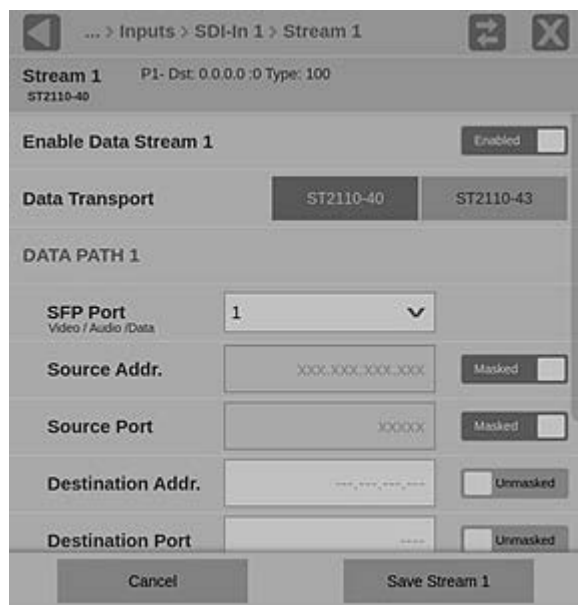 ... > Inputs > SDI-In 1 > Stream 1
Stream 1 P1- Dst: 0.0.0.0 :0 Type: 100
ST2110-40
Enable Data Stream 1 Enabled
Data Transport ST2110-40 ST2110-43
DATA PATH 1
SFP Port 1
Video / Audio /Data
Source Addr. xxx.xxx.xxx.xxx Masked
Source Port xxxxx Masked
Destination Addr. ---.---.---.--- Unmasked
Destination Port ---- Unmasked
Cancel Save Stream 1